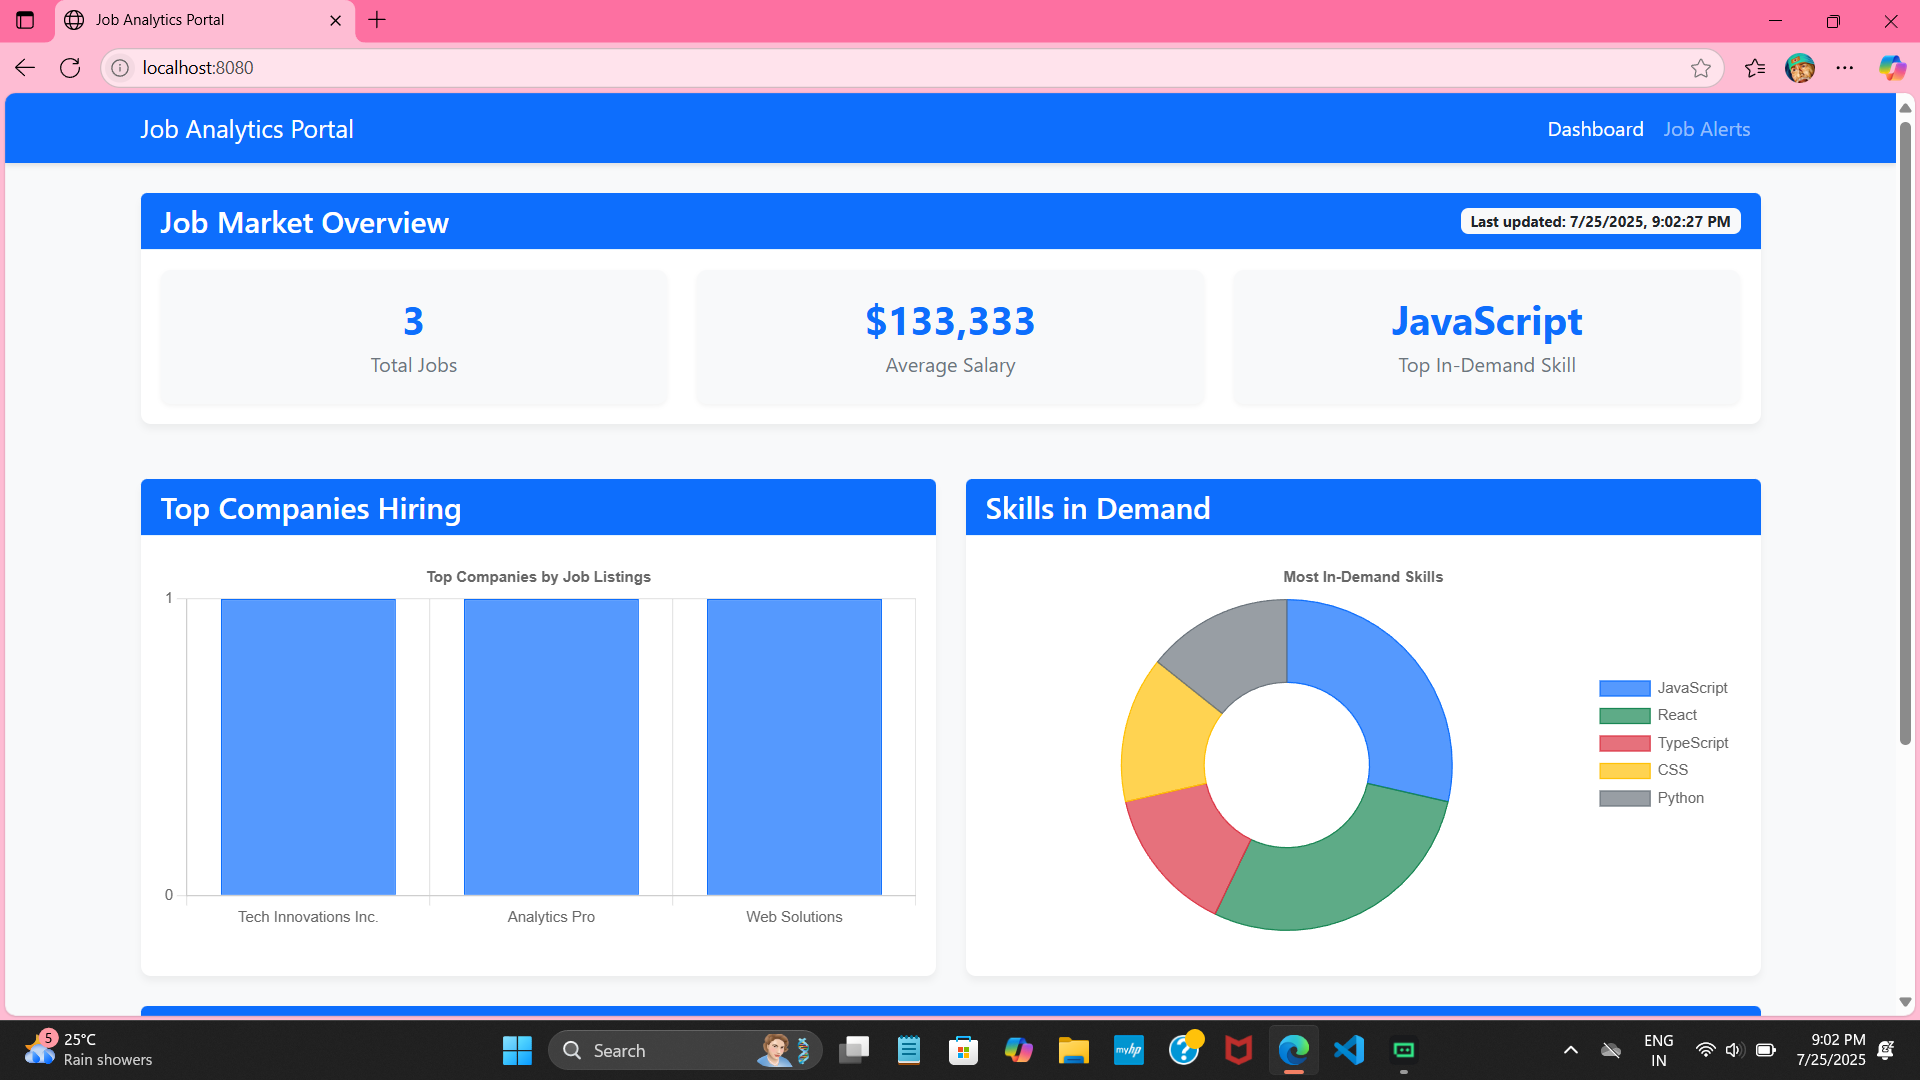 Job Analytics Portal
localhost:8080
Job Analytics Portal
Dashboard
Job Alerts
Job Market Overview
Last updated: 7/25/2025, 9:02:27 PM
3
Total Jobs
$133,333
Average Salary
JavaScript
Top In-Demand Skill
Top Companies Hiring
Top Companies by Job Listings
1
0
Tech Innovations Inc.
Analytics Pro
Web Solutions
Skills in Demand
Most In-Demand Skills
JavaScript
React
TypeScript
CSS
Python
5
25°C
Rain showers
Search
myhp
ENG
IN
9:02 PM
7/25/2025